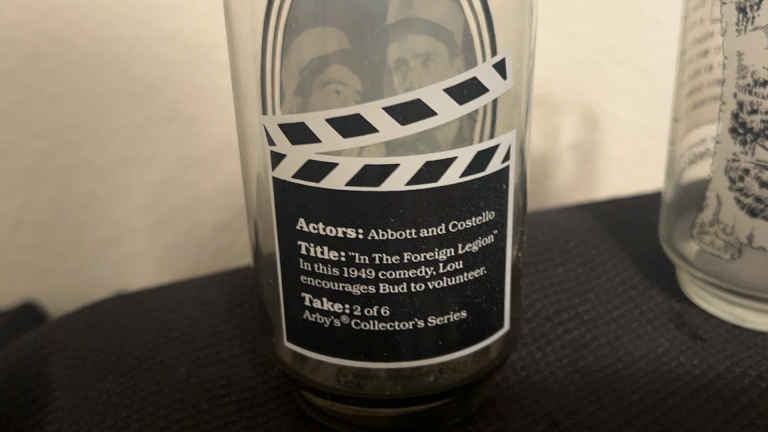 Actors: Abbott and Costello
Title: "In The Foreign Legion"
In this 1949 comedy, Lou
encourages Bud to volunteer.
Take: 2 of 6
Arby's® Collector's Series